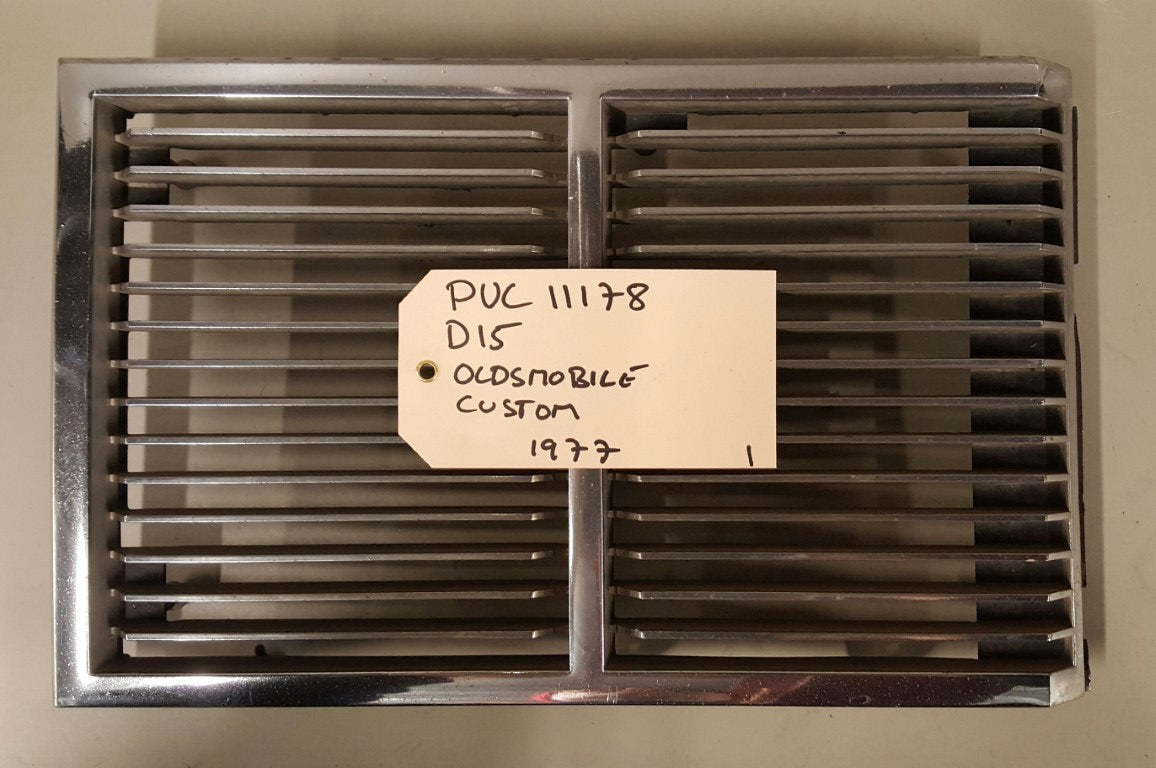 PUC 11178
D15
OLDSMOBILE
CUSTOM
1977 1